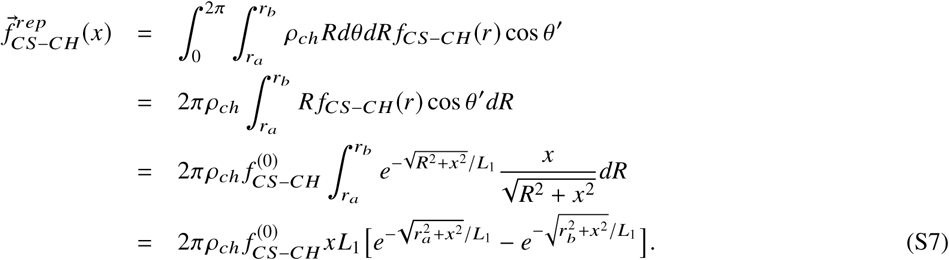 \vec{f}^{rep}_{CS-CH}(x) = \int_0^{2\pi} \int_{r_a}^{r_b} \rho_{ch} R d\theta dR f_{CS-CH}(r) \cos\theta'
= 2\pi\rho_{ch} \int_{r_a}^{r_b} R f_{CS-CH}(r) \cos\theta' dR
= 2\pi\rho_{ch} f^{(0)}_{CS-CH} \int_{r_a}^{r_b} e^{-\sqrt{R^2+x^2}/L_1} \frac{x}{\sqrt{R^2+x^2}} dR
= 2\pi\rho_{ch} f^{(0)}_{CS-CH} x L_1 [e^{-\sqrt{r_a^2+x^2}/L_1} - e^{-\sqrt{r_b^2+x^2}/L_1}]. (S7)